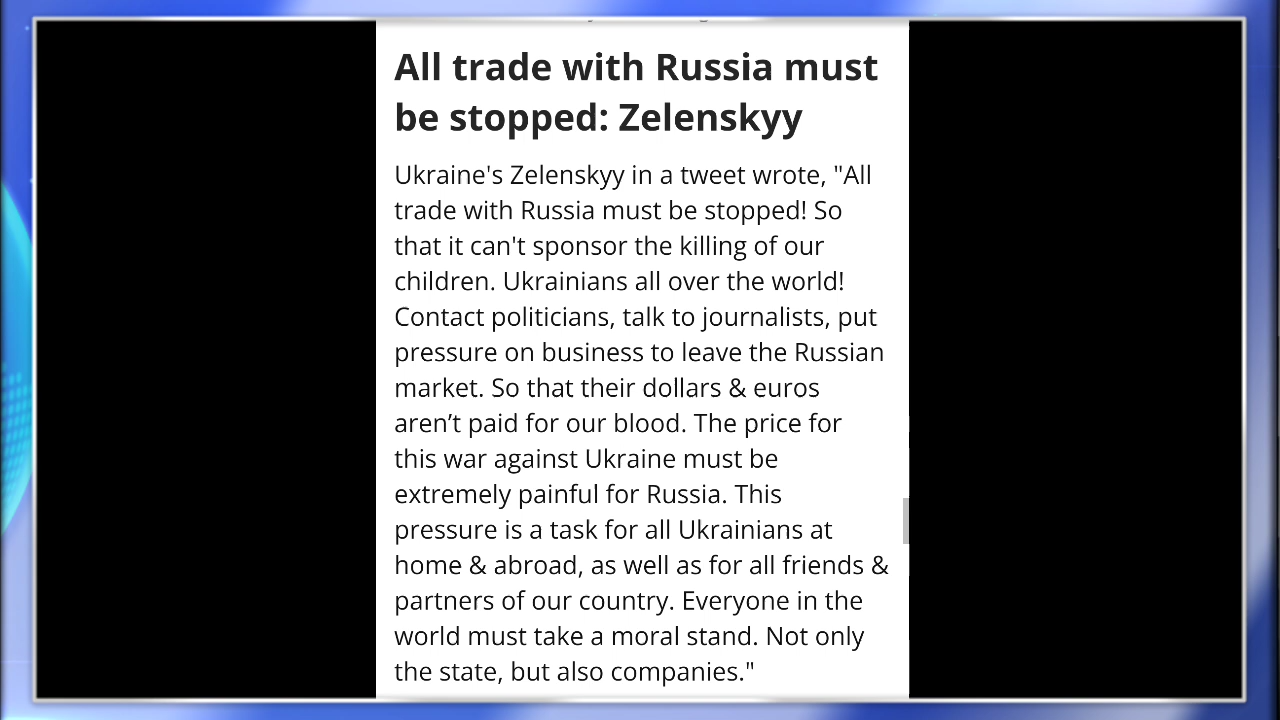 All trade with Russia must
be stopped: Zelenskyy
Ukraine's Zelenskyy in a tweet wrote, "All
trade with Russia must be stopped! So
that it can't sponsor the killing of our
children. Ukrainians all over the world!
Contact politicians, talk to journalists, put
pressure on business to leave the Russian
market. So that their dollars & euros
aren’t paid for our blood. The price for
this war against Ukraine must be
extremely painful for Russia. This
pressure is a task for all Ukrainians at
home & abroad, as well as for all friends &
partners of our country. Everyone in the
world must take a moral stand. Not only
the state, but also companies."